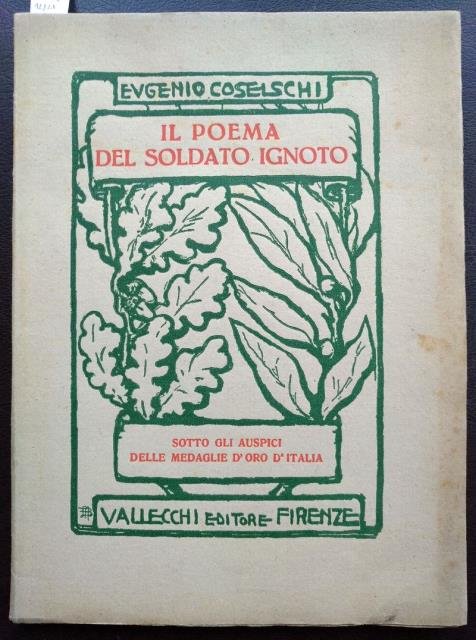 EVGENIO COSELSCHI
IL POEMA
DEL SOLDATO IGNOTO
SOTTO GLI AUSPICI
DELLE MEDAGLIE D'ORO D'ITALIA
VALLECCHI EDITORE FIRENZE